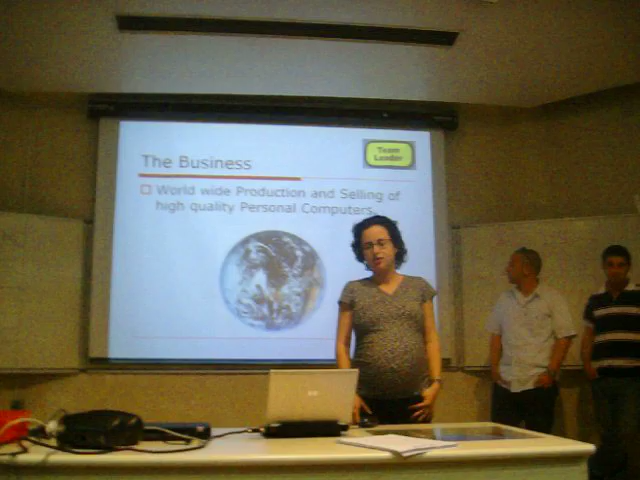 The Business
Team
Leader
World wide Production and Selling of
high quality Personal Computers.